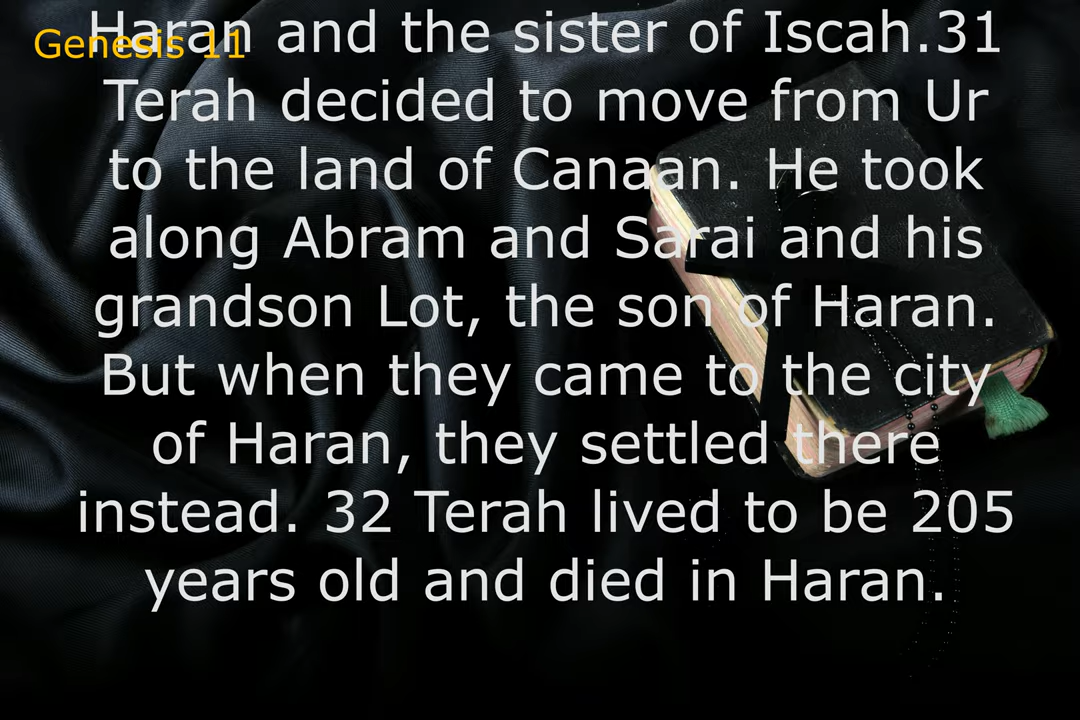 Genesis 11
Haran and the sister of Iscah.31
Terah decided to move from Ur
to the land of Canaan. He took
along Abram and Sarai and his
grandson Lot, the son of Haran.
But when they came to the city
of Haran, they settled there
instead. 32 Terah lived to be 205
years old and died in Haran.